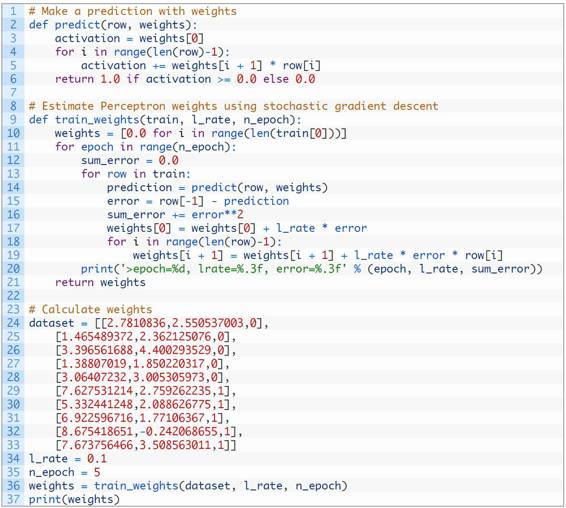 1 # Make a prediction with weights
2 def predict(row, weights):
3     activation = weights[0]
4     for i in range(len(row)-1):
5         activation += weights[i + 1] * row[i]
6     return 1.0 if activation >= 0.0 else 0.0
7
8 # Estimate Perceptron weights using stochastic gradient descent
9 def train_weights(train, l_rate, n_epoch):
10     weights = [0.0 for i in range(len(train[0]))]
11     for epoch in range(n_epoch):
12         sum_error = 0.0
13         for row in train:
14             prediction = predict(row, weights)
15             error = row[-1] - prediction
16             sum_error += error**2
17             weights[0] = weights[0] + l_rate * error
18             for i in range(len(row)-1):
19                 weights[i + 1] = weights[i + 1] + l_rate * error * row[i]
20         print('>epoch=%d, lrate=%.3f, error=%.3f' % (epoch, l_rate, sum_error))
21     return weights
22
23 # Calculate weights
24 dataset = [[2.7810836,2.550537003,0],
25     [1.465489372,2.362125076,0],
26     [3.396561688,4.400293529,0],
27     [1.38807019,1.850220317,0],
28     [3.06407232,3.005305973,0],
29     [7.627531214,2.759262235,1],
30     [5.332441248,2.088626775,1],
31     [6.922596716,1.77106367,1],
32     [8.675418651,-0.242068655,1],
33     [7.673756466,3.508563011,1]]
34 l_rate = 0.1
35 n_epoch = 5
36 weights = train_weights(dataset, l_rate, n_epoch)
37 print(weights)